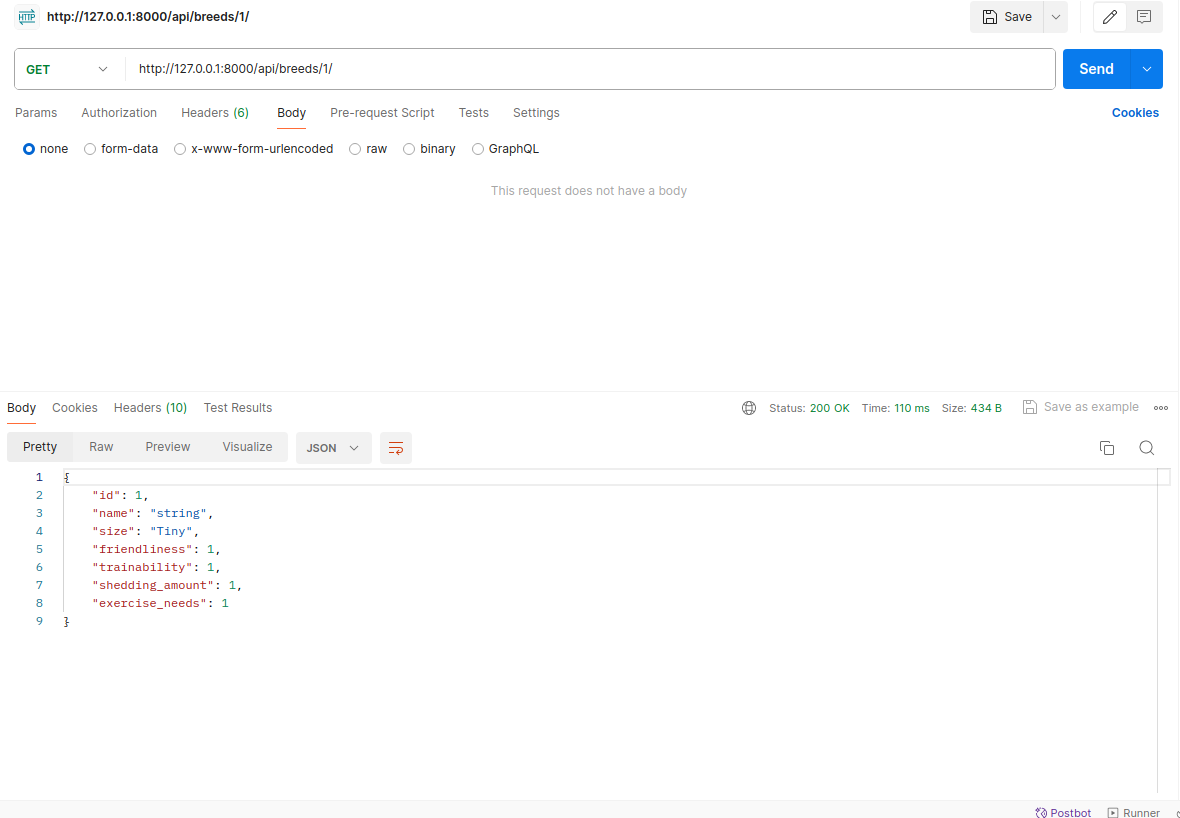 HTTP http://127.0.0.1:8000/api/breeds/1/ Save
GET http://127.0.0.1:8000/api/breeds/1/ Send
Params Authorization Headers (6) Body Pre-request Script Tests Settings Cookies
none form-data x-www-form-urlencoded raw binary GraphQL
This request does not have a body
Body Cookies Headers (10) Test Results Status: 200 OK Time: 110 ms Size: 434 B Save as example
Pretty Raw Preview Visualize JSON
1 {
2 "id": 1,
3 "name": "string",
4 "size": "Tiny",
5 "friendliness": 1,
6 "trainability": 1,
7 "shedding_amount": 1,
8 "exercise_needs": 1
9 }
Postbot Runner